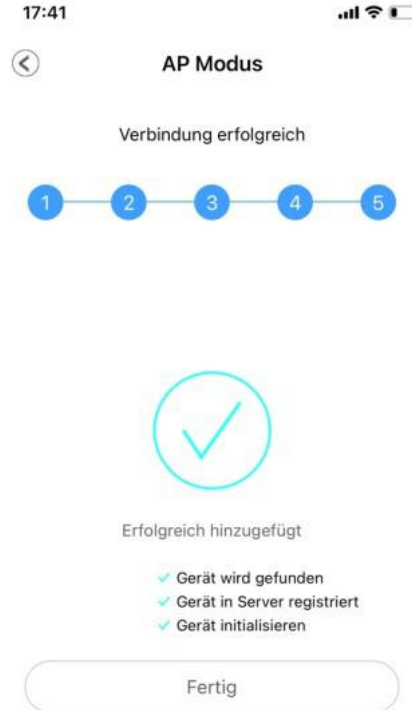 17:41
AP Modus
Verbindung erfolgreich
1 2 3 4 5
Erfolgreich hinzugefügt
Gerät wird gefunden
Gerät in Server registriert
Gerät initialisieren
Fertig